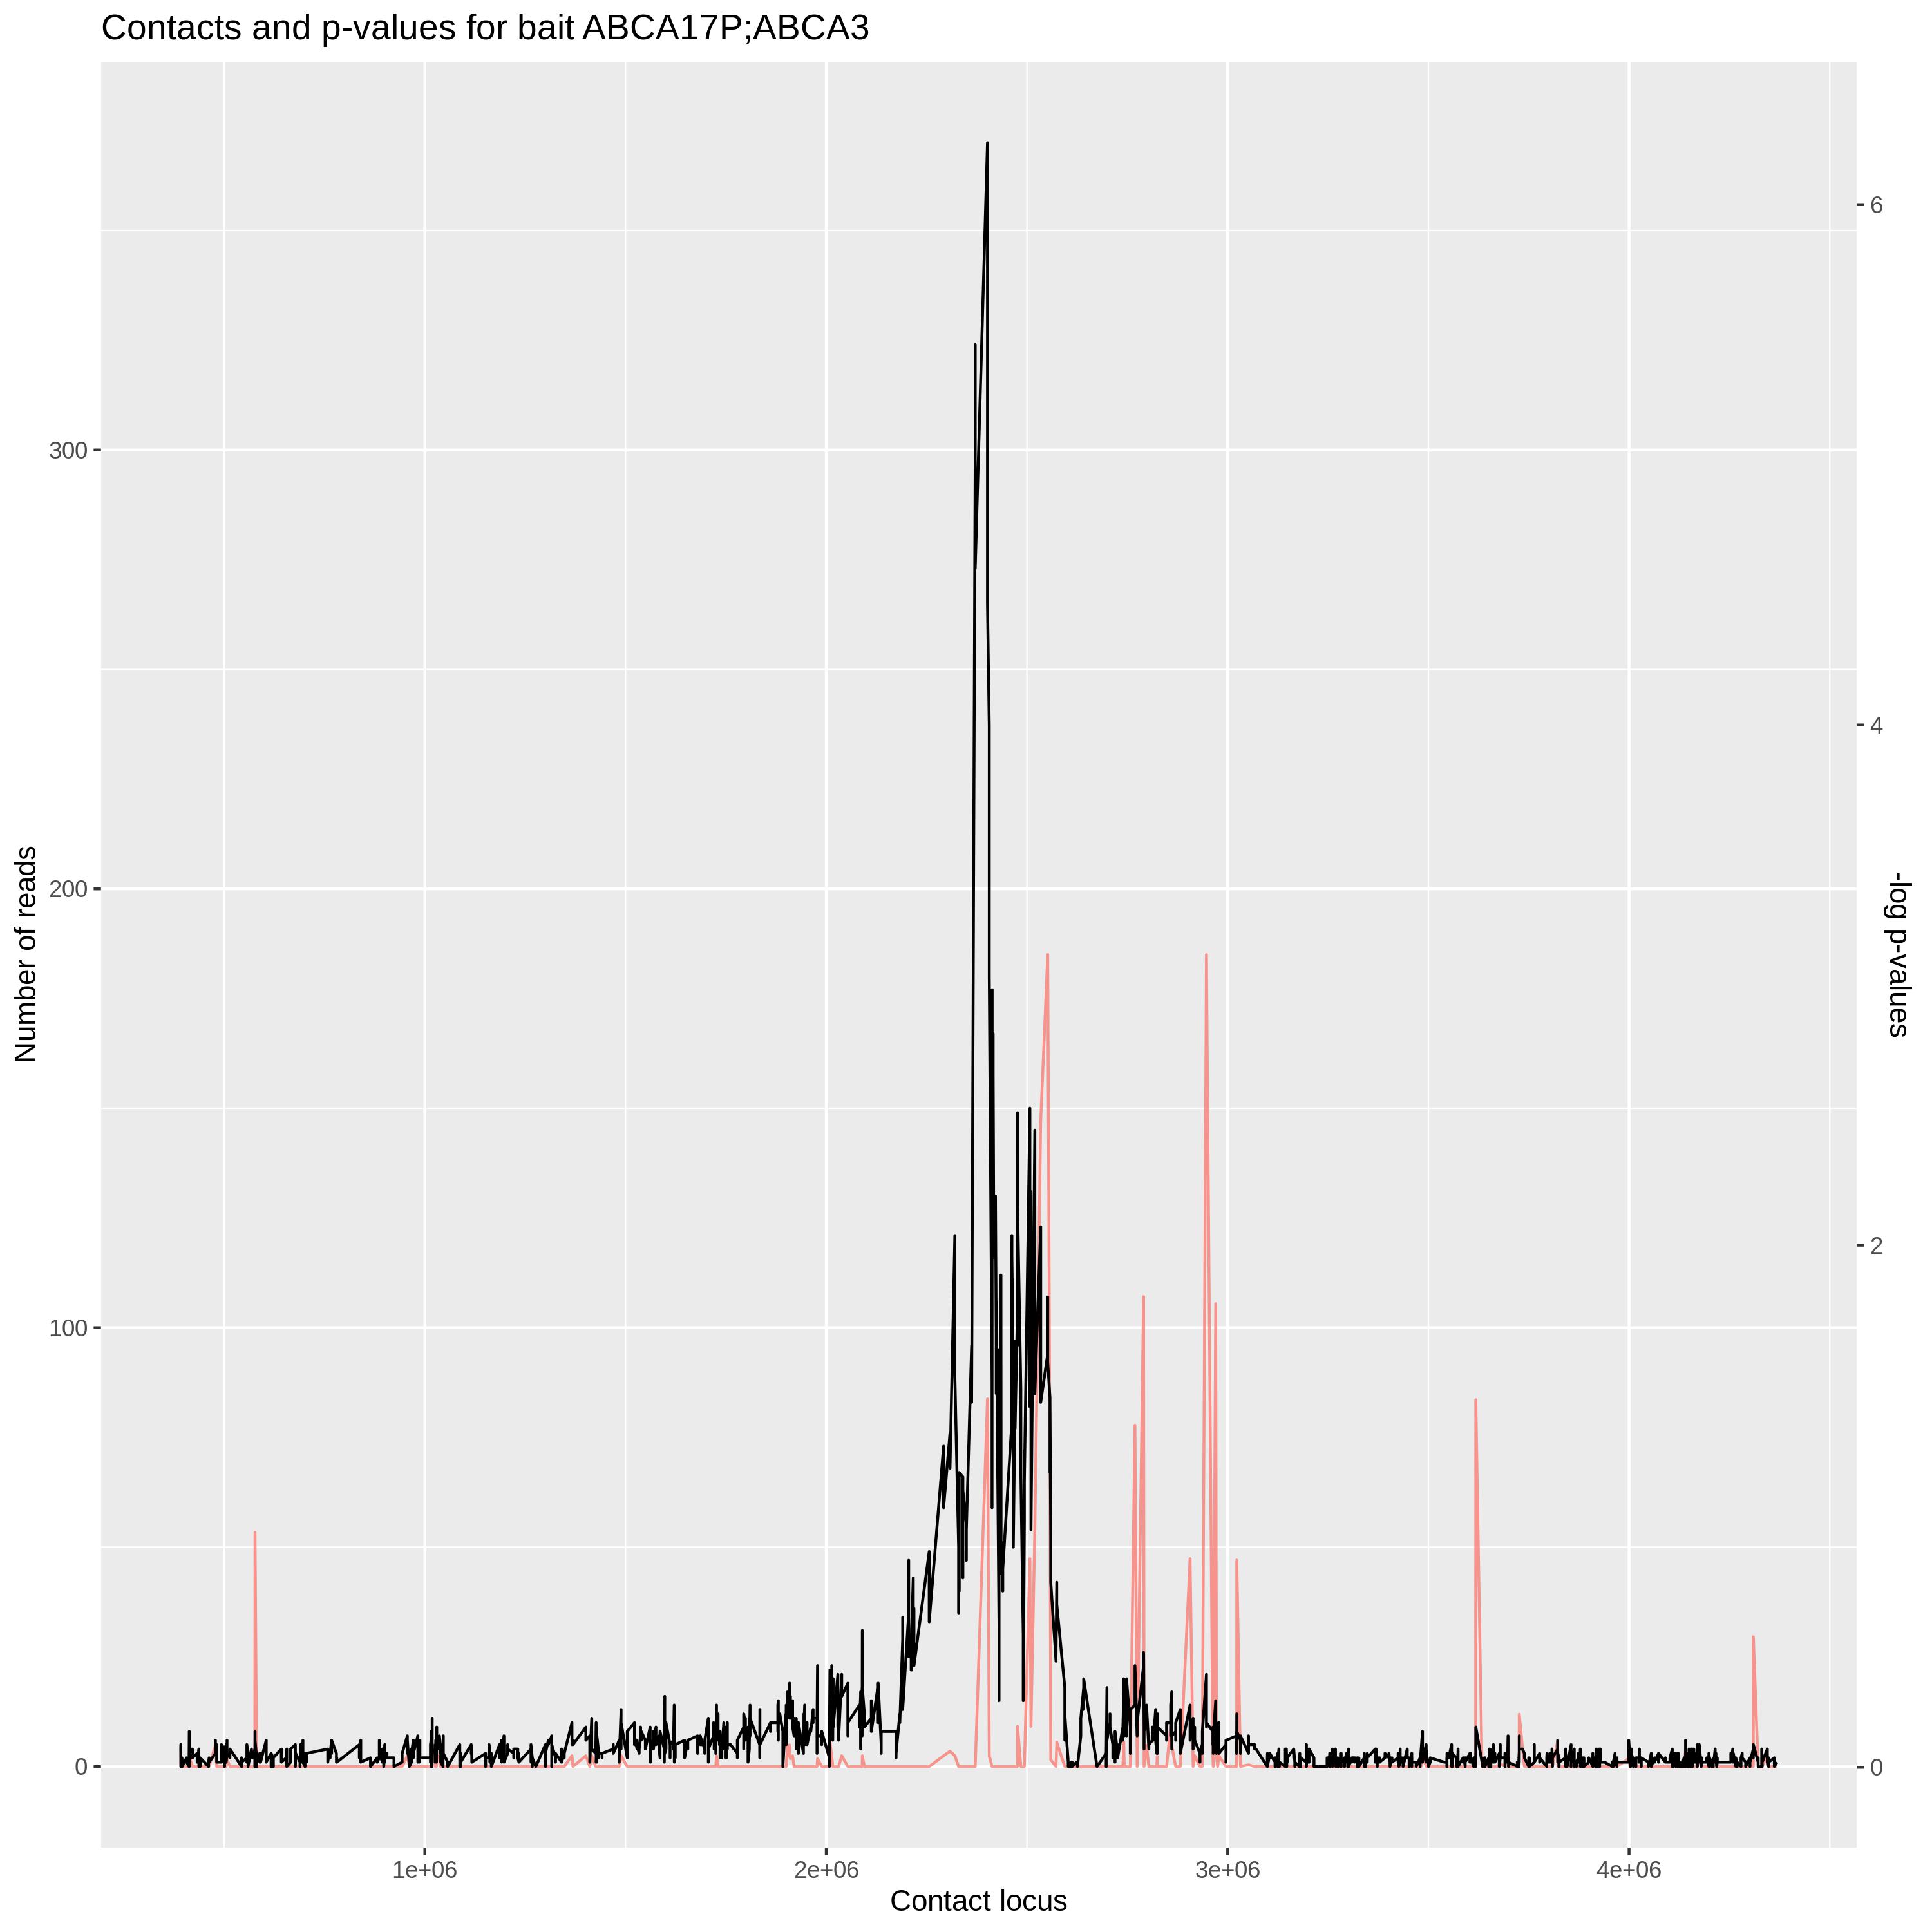 Contacts and p-values for bait ABCA17P;ABCA3
Number of reads
300
200
100
0
6
4
2
0
-log p-values
1e+06
2e+06
3e+06
4e+06
Contact locus